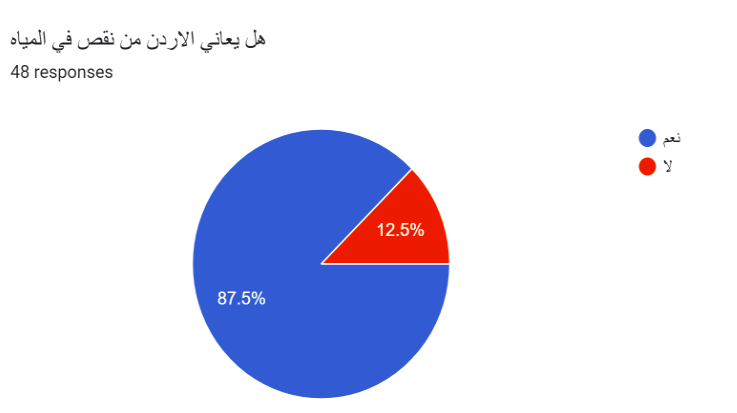 هل يعاني الاردن من نقص في المياه
48 responses
نعم
لا
12.5%
87.5%